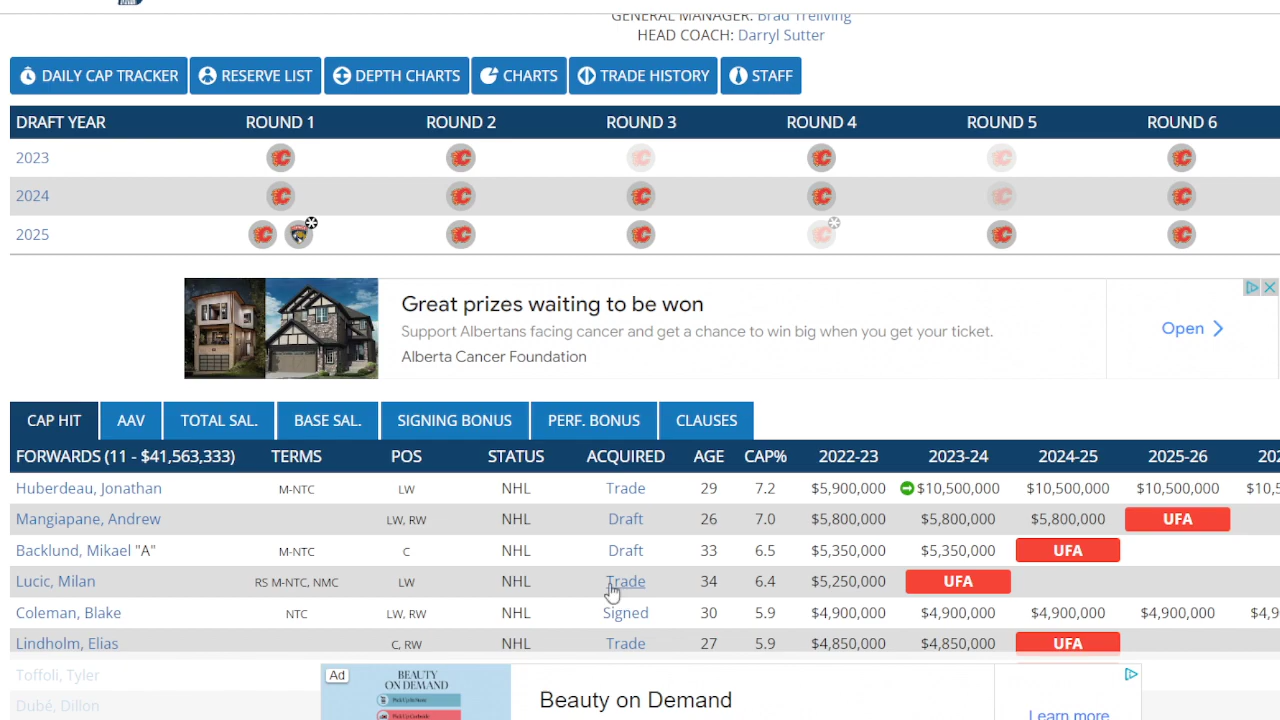 GENERAL MANAGER: Brad Treliving
HEAD COACH: Darryl Sutter
DAILY CAP TRACKER RESERVE LIST DEPTH CHARTS CHARTS TRADE HISTORY STAFF
DRAFT YEAR ROUND 1 ROUND 2 ROUND 3 ROUND 4 ROUND 5 ROUND 6
2023
2024
2025
Great prizes waiting to be won
Support Albertans facing cancer and get a chance to win big when you get your ticket.
Alberta Cancer Foundation
Open
CAP HIT AAV TOTAL SAL. BASE SAL. SIGNING BONUS PERF. BONUS CLAUSES
FORWARDS (11 - $41,563,333) TERMS POS STATUS ACQUIRED AGE CAP% 2022-23 2023-24 2024-25 2025-26 202
Huberdeau, Jonathan M-NTC LW NHL Trade 29 7.2 $5,900,000 $10,500,000 $10,500,000 $10,500,000 $10,5
Mangiapane, Andrew LW, RW NHL Draft 26 7.0 $5,800,000 $5,800,000 $5,800,000 UFA
Backlund, Mikael "A" M-NTC C NHL Draft 33 6.5 $5,350,000 $5,350,000 UFA
Lucic, Milan RS M-NTC, NMC LW NHL Trade 34 6.4 $5,250,000 UFA
Coleman, Blake NTC LW, RW NHL Signed 30 5.9 $4,900,000 $4,900,000 $4,900,000 $4,900,000 $4,9
Lindholm, Elias C, RW NHL Trade 27 5.9 $4,850,000 $4,850,000 UFA
Toffoli, Tyler
Dubé, Dillon
Ad
BEAUTY
ON DEMAND
Beauty on Demand
Learn more